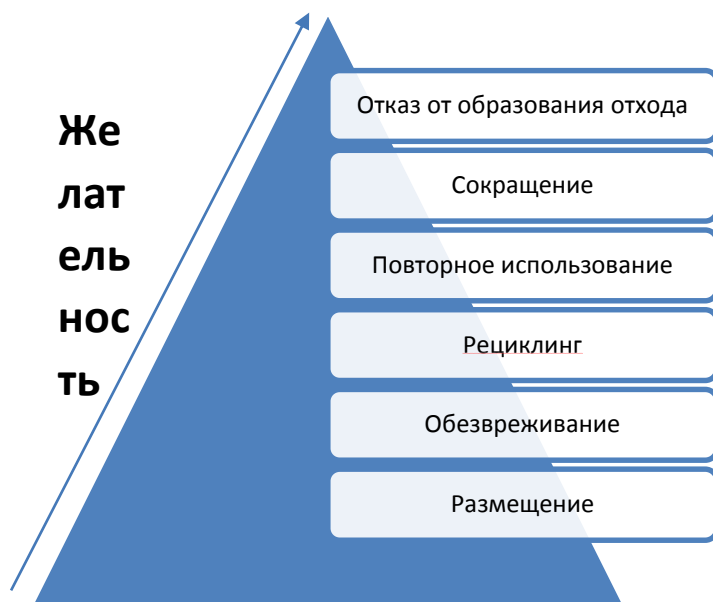 Же
лат
ель
нос
ть
Отказ от образования отхода
Сокращение
Повторное использование
Рециклинг
Обезвреживание
Размещение